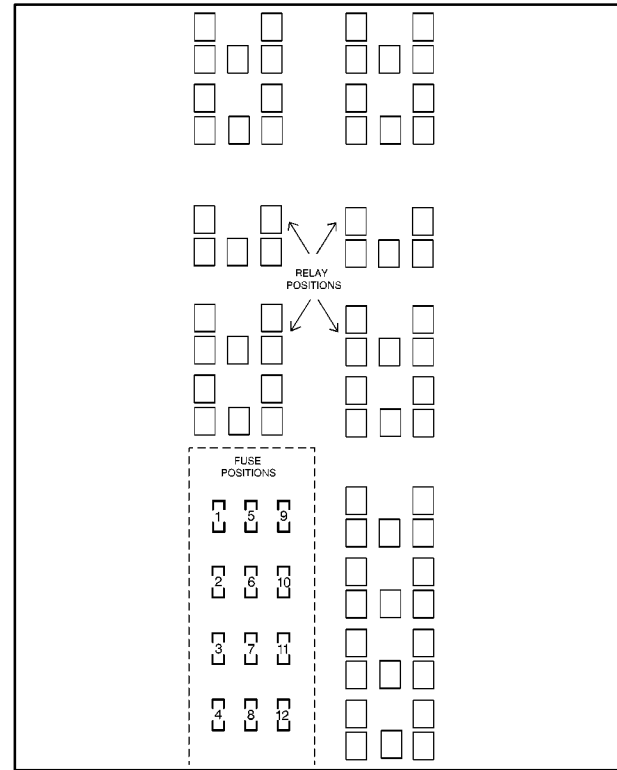 RELAY
POSITIONS
FUSE
POSITIONS
1 5 9
2 6 10
3 7 11
4 8 12